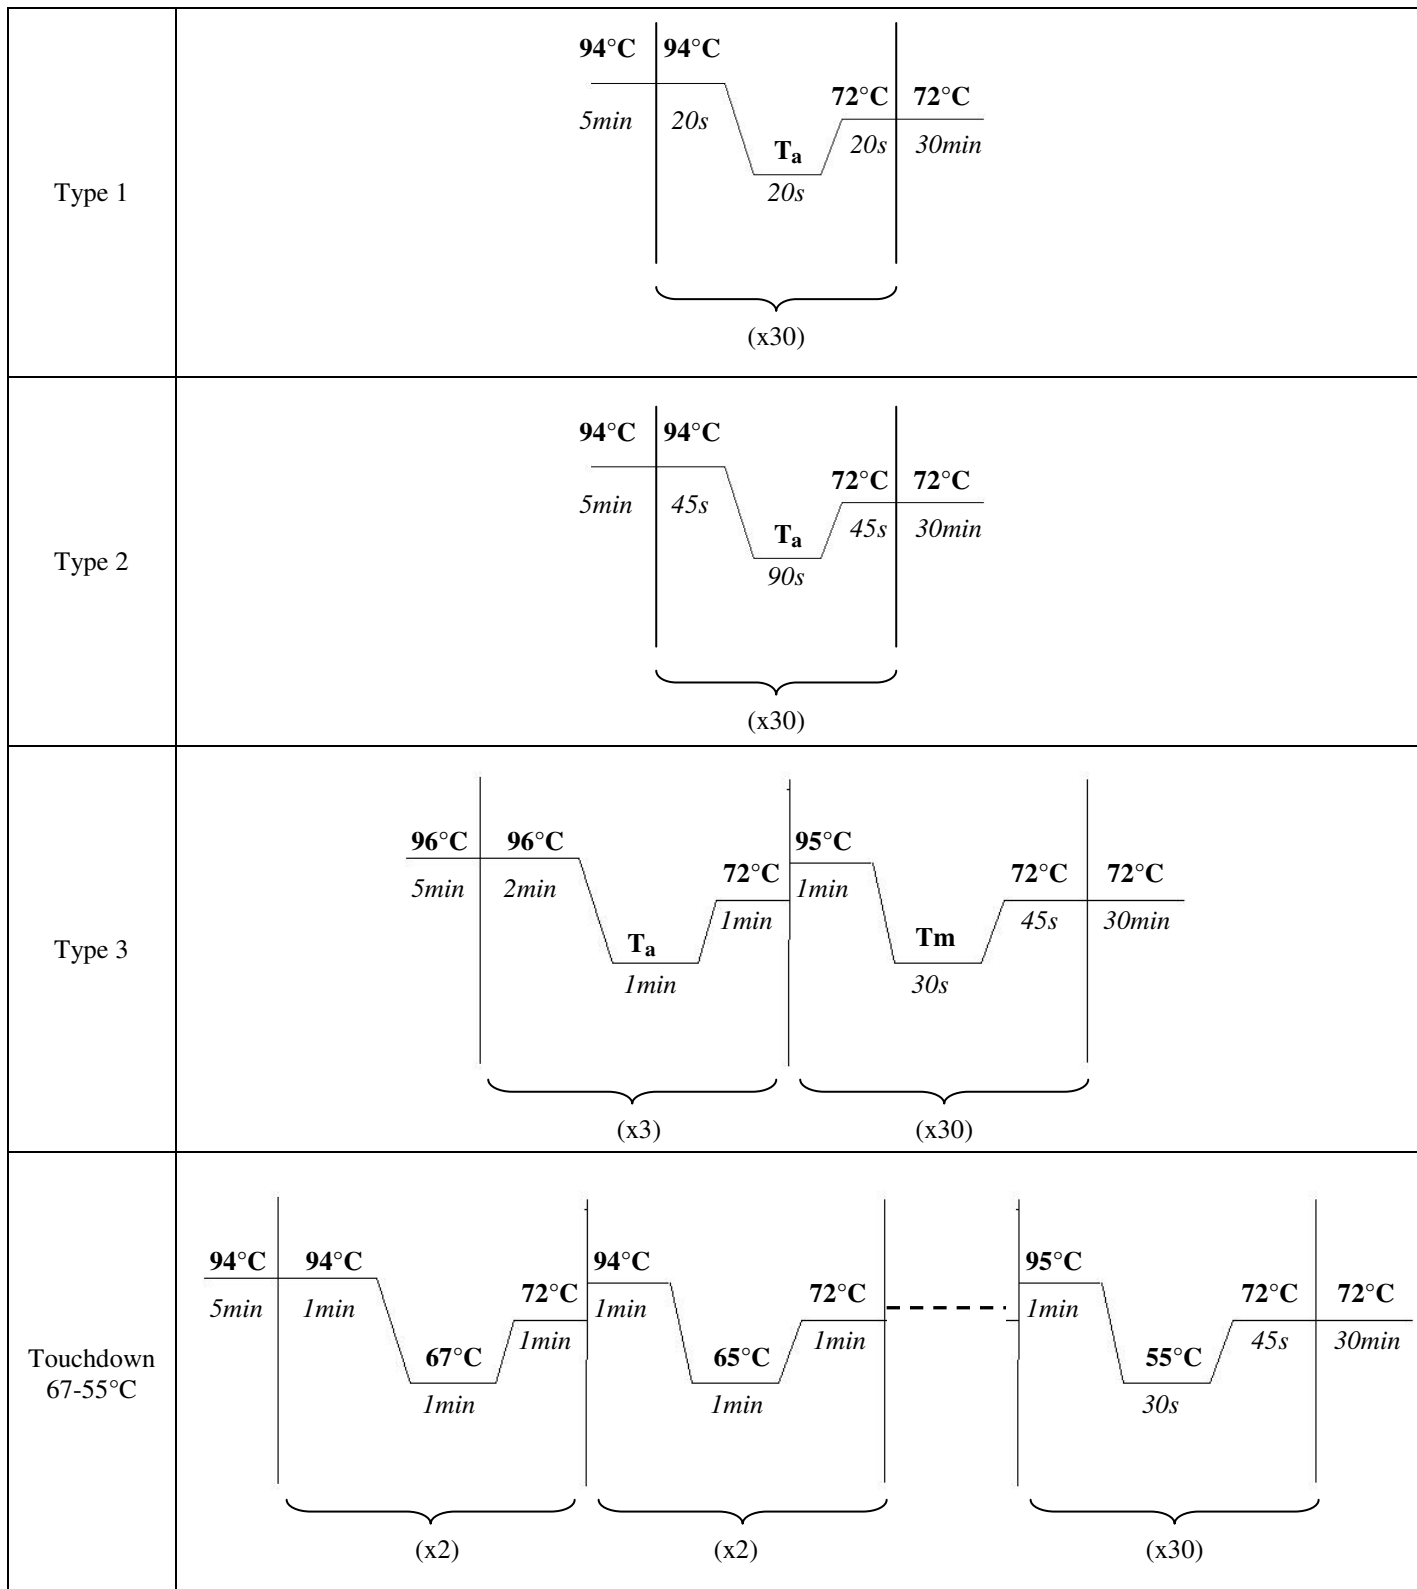 Type 1
94°C 94°C
72°C 72°C
5min 20s
20s 30min
Ta
20s
(x30)
Type 2
94°C 94°C
72°C 72°C
5min 45s
45s 30min
Ta
90s
(x30)
Type 3
96°C 96°C 95°C
72°C 72°C 72°C
5min 2min 1min
1min 45s 30min
Ta Tm
1min 30s
(x3) (x30)
Touchdown
67-55°C
94°C 94°C 94°C 95°C
72°C 72°C 72°C 72°C
5min 1min 1min 1min
1min 1min 45s 30min
67°C 65°C 55°C
1min 1min 30s
(x2) (x2) (x30)